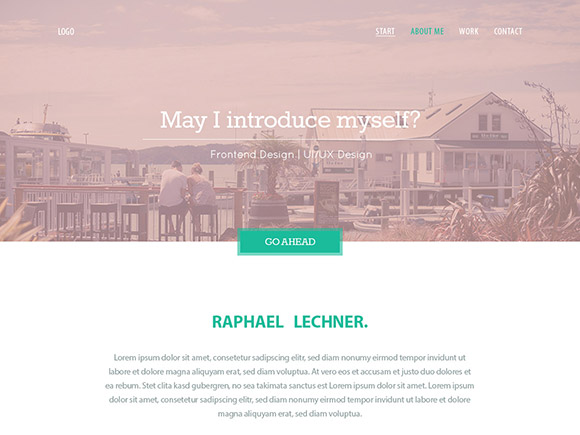 LOGO
START ABOUT ME WORK CONTACT
May I introduce myself?
Frontend Design | UI/UX Design
GO AHEAD
RAPHAEL LECHNER.
Lorem ipsum dolor sit amet, consetetur sadipscing elitr, sed diam nonumy eirmod tempor invidunt ut
labore et dolore magna aliquyam erat, sed diam voluptua. At vero eos et accusam et justo duo dolores et
ea rebum. Stet clita kasd gubergren, no sea takimata sanctus est Lorem ipsum dolor sit amet. Lorem ipsum
dolor sit amet, consetetur sadipscing elitr, sed diam nonumy eirmod tempor invidunt ut labore et dolore
magna aliquyam erat, sed diam voluptua.